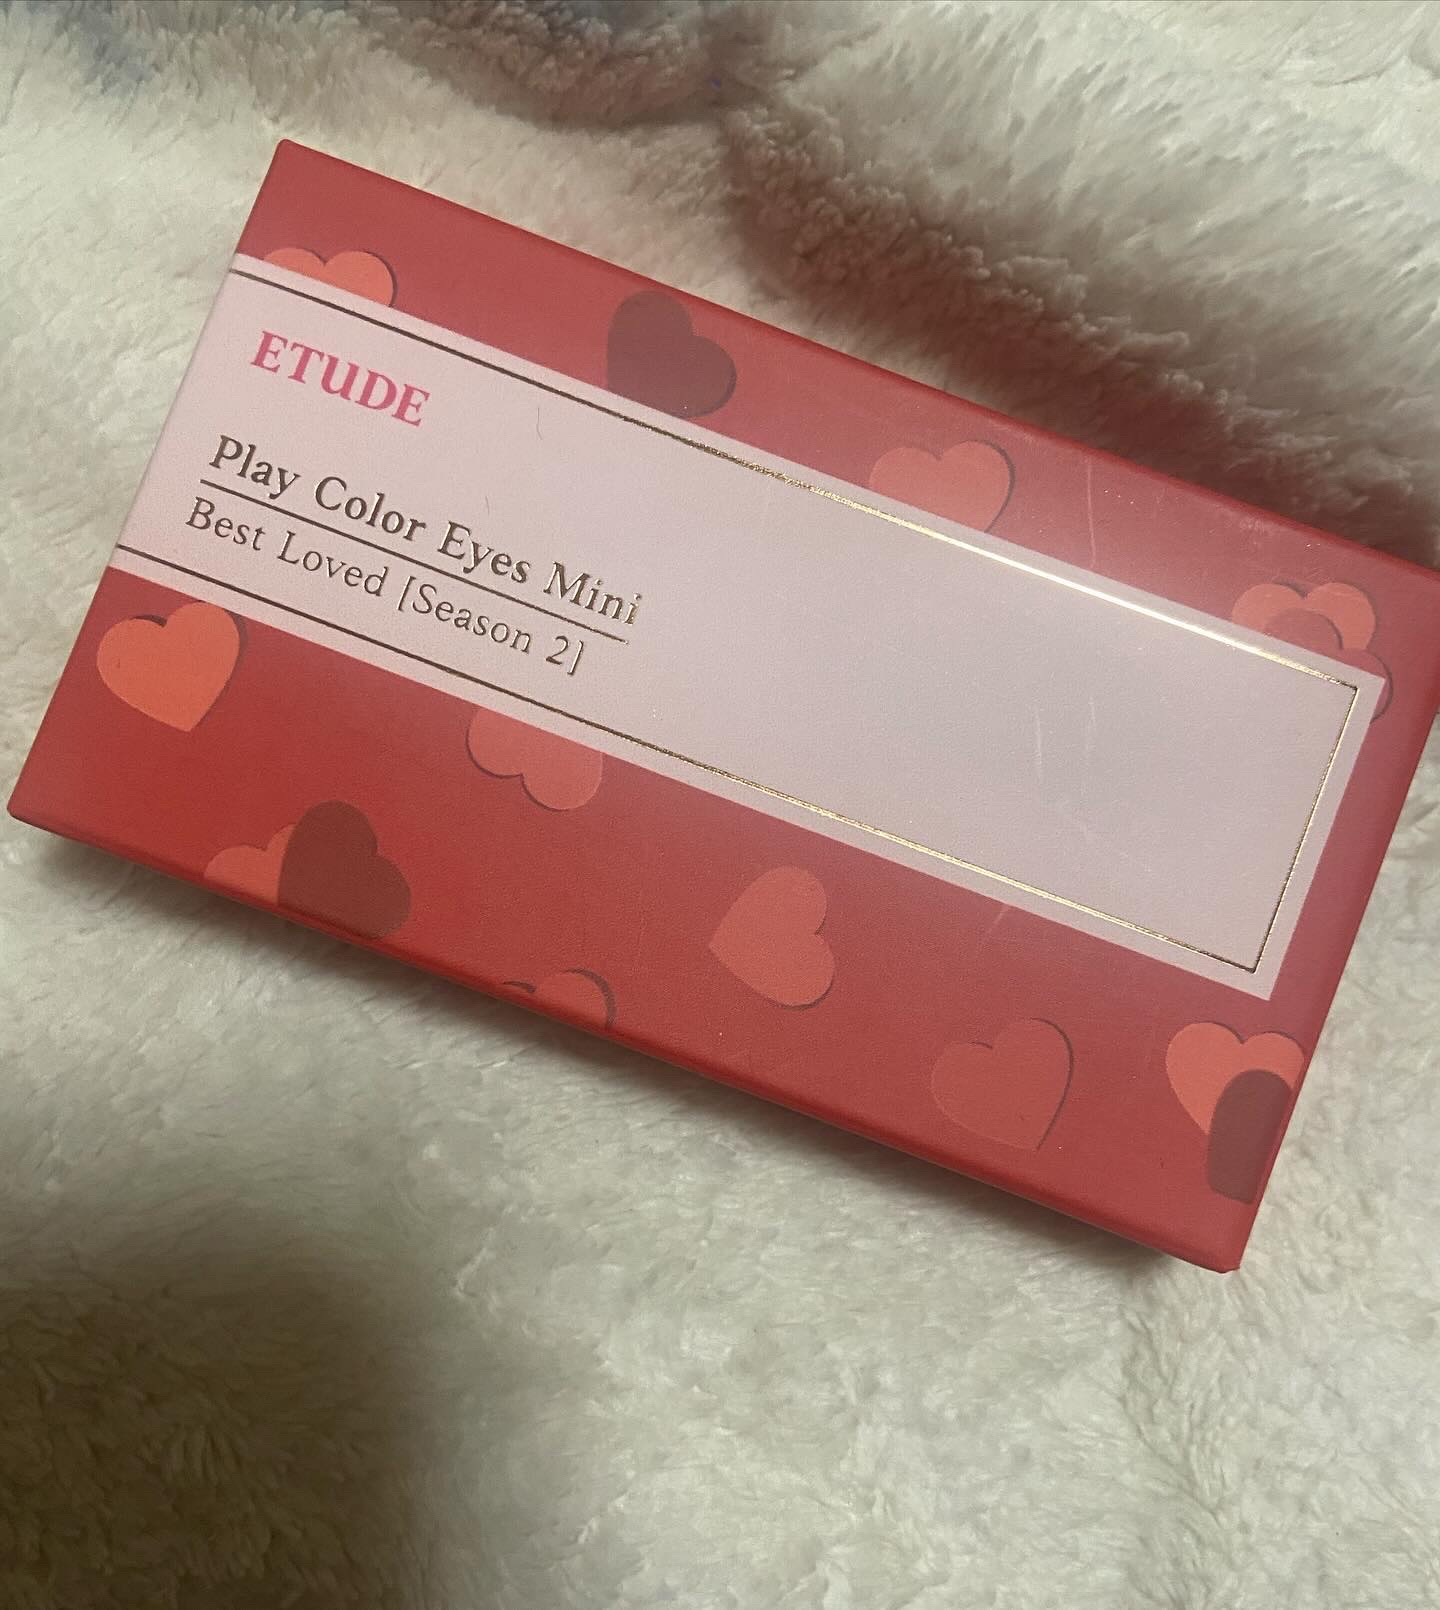 ETUDE
Play Color Eyes Mini
Best Loved [Season 2]